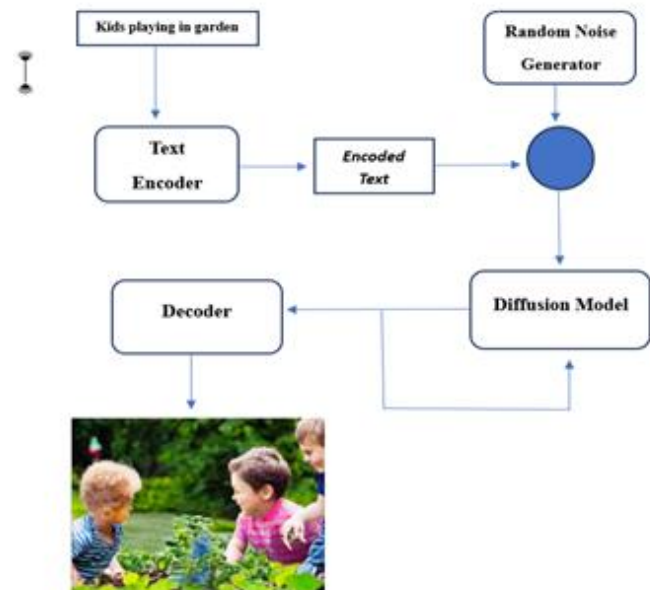 Kids playing in garden
Random Noise
Generator
Text
Encoder
Encoded
Text
Decoder
Diffusion Model